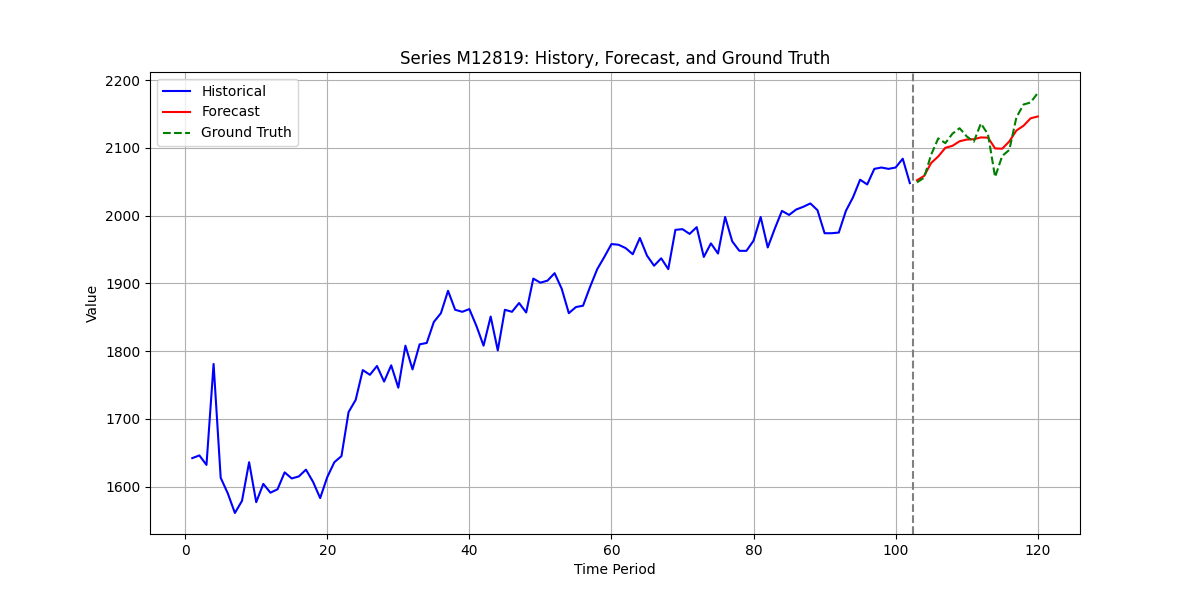 Series M12819: History, Forecast, and Ground Truth
Historical
Forecast
Ground Truth
2200
2100
2000
1900
1800
1700
1600
Value
0 20 40 60 80 100 120
Time Period